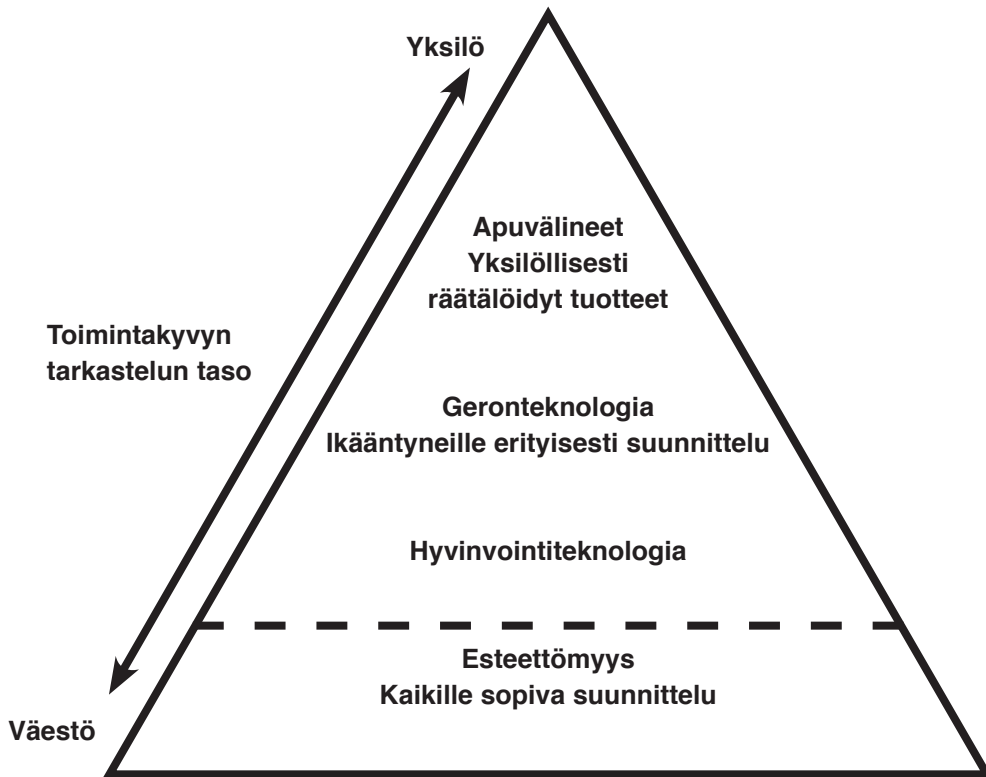 Yksilö
Apuvälineet
Yksilöllisesti
räätälöidyt tuotteet
Toimintakyvyn
tarkastelun taso
Geronteknologia
Ikääntyneille erityisesti suunnittelu
Hyvinvointiteknologia
Esteettömyys
Kaikille sopiva suunnittelu
Väestö